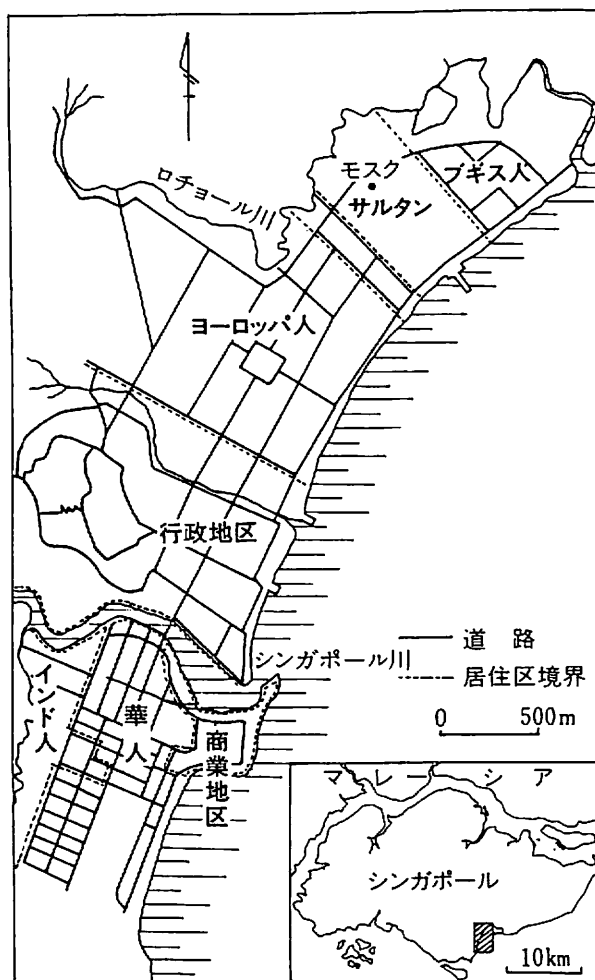 ロチョール川
モスク
サルタン
ブギス人
ヨーロッパ人
行政地区
シンガポール川
インド人
華人
商業地区
道 路
居住区境界
0 500m
マレーシア
シンガポール
10km